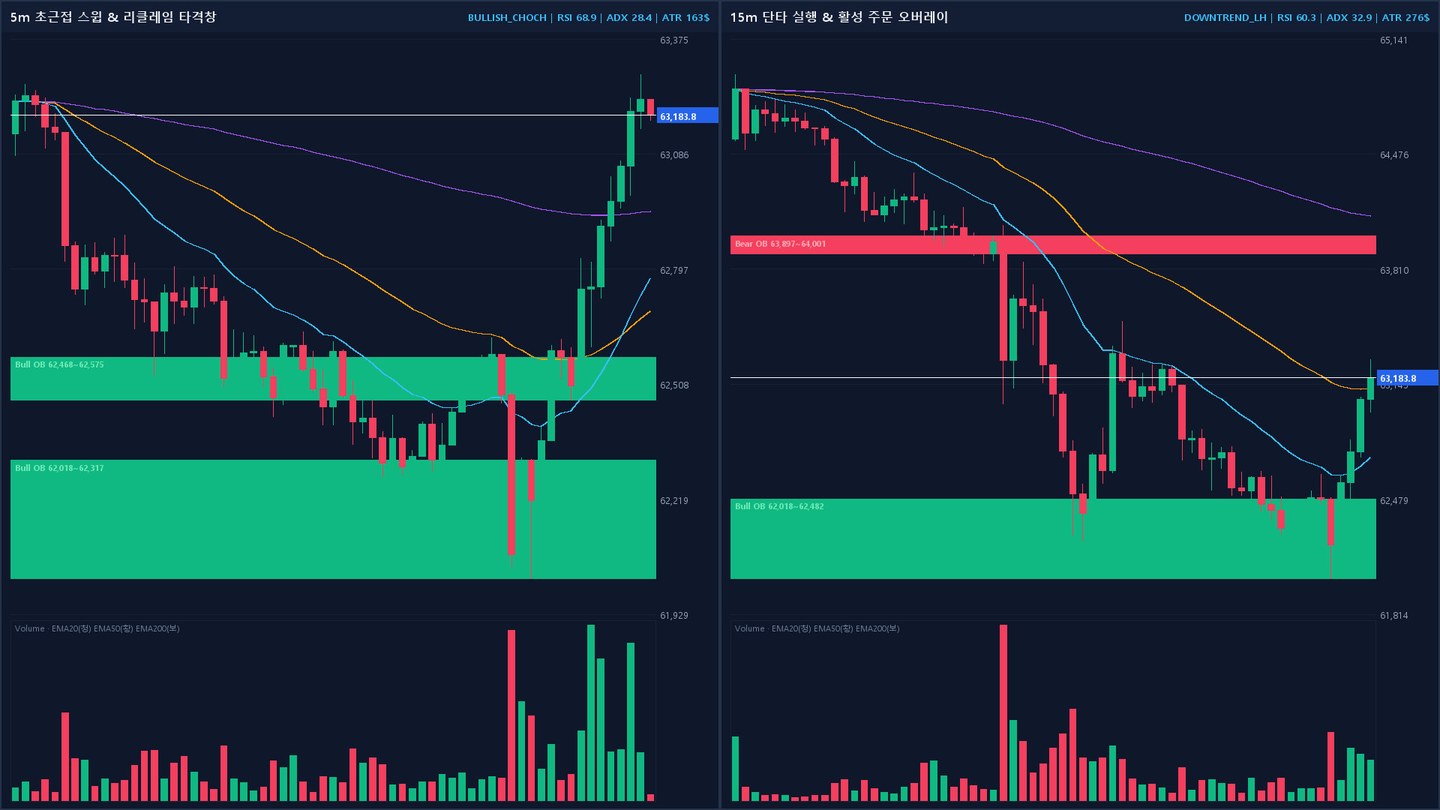 5m 초근접 스윕 & 리클레임 타격창
BULLISH_CHOCH | RSI 68.9 | ADX 28.4 | ATR 163$
63,375
63,183.8
63,086
62,797
Bull OB 62,468~62,575
62,508
Bull OB 62,018~62,317
62,219
61,929
Volume · EMA20(청) EMA50(황) EMA200(보)
15m 단타 실행 & 활성 주문 오버레이
DOWNTREND_LH | RSI 60.3 | ADX 32.9 | ATR 276$
65,141
64,476
Bear OB 63,897~64,001
63,810
63,183.8
63,145
Bull OB 62,018~62,482
62,479
61,814
Volume · EMA20(청) EMA50(황) EMA200(보)